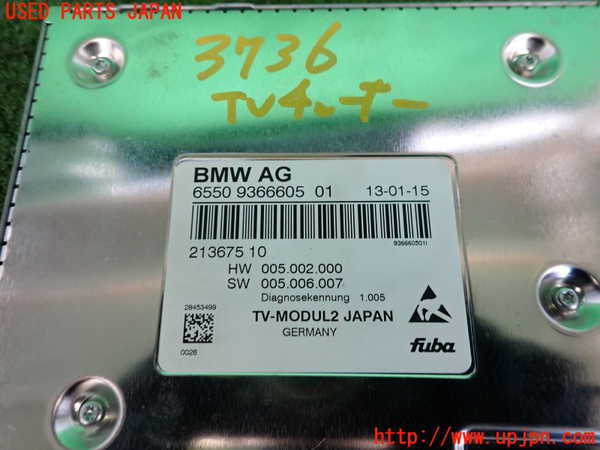 USED PARTS JAPAN
3736
TVチューナー
BMW AG
6550 9366605 01 13-01-15
9366605011
213675 10
HW 005.002.000
SW 005.006.007
Diagnosekennung 1.005
28453499
TV-MODUL2 JAPAN
GERMANY
0026
fuba
http://www.upjpn.com/